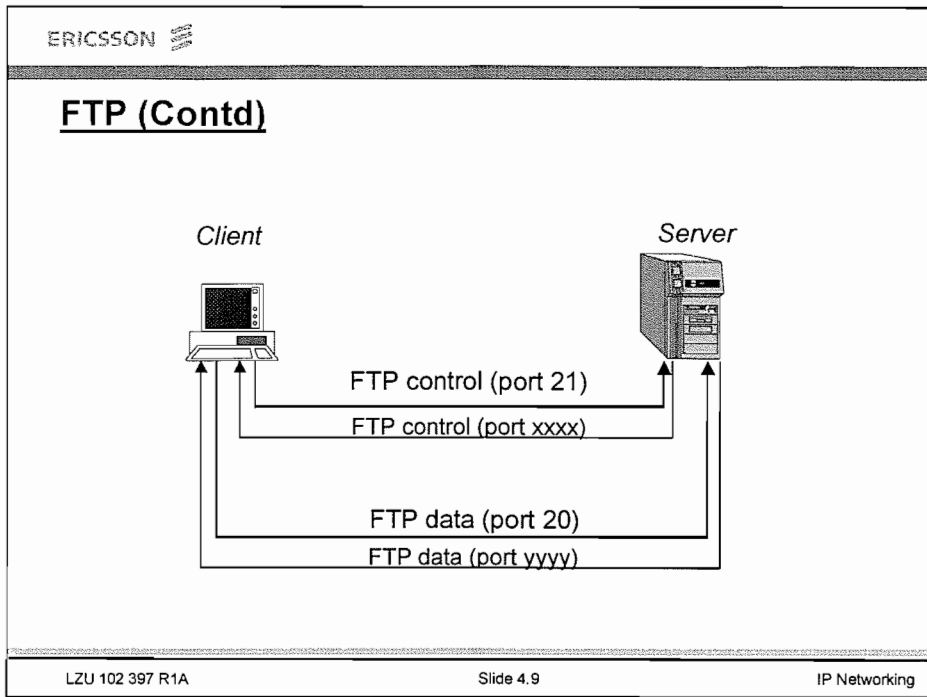 ERICSSON
FTP (Contd)
Client
Server
FTP control (port 21)
FTP control (port xxxx)
FTP data (port 20)
FTP data (port yyyy)
LZU 102 397 R1A
Slide 4.9
IP Networking